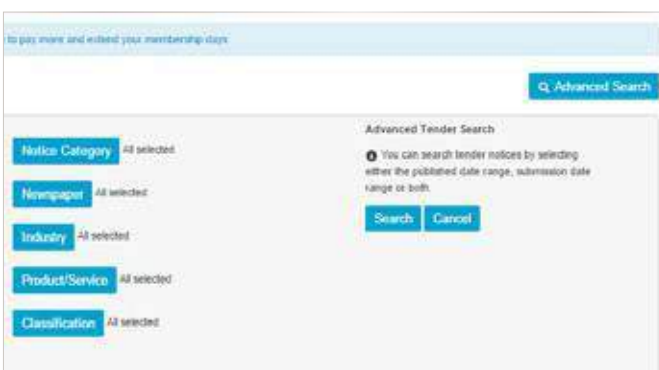 to pay more and extend your membership days
Advanced Search
Notice Category All selected
Newspaper All selected
Industry All selected
Product/Service All selected
Classification All selected
Advanced Tender Search
You can search tender notices by selecting
either the published date range, submission date
range or both.
Search Cancel